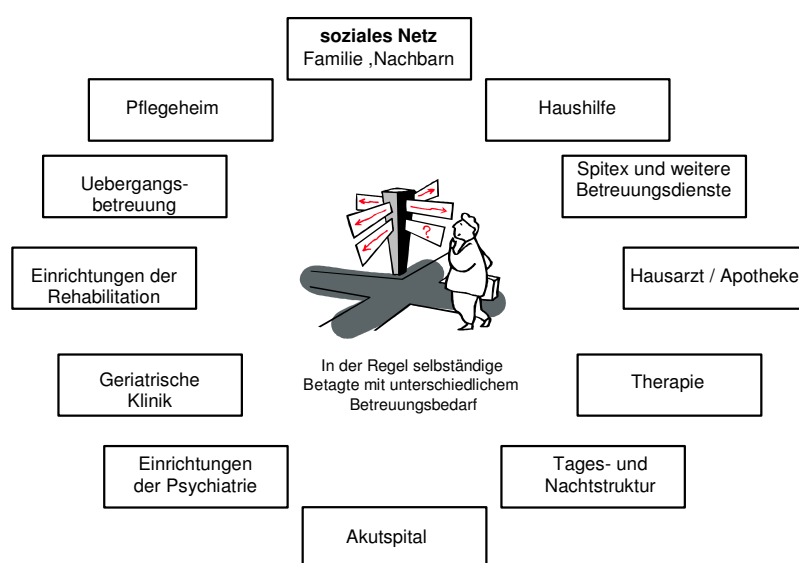 soziales Netz
Familie ,Nachbarn
Pflegeheim
Haushilfe
Uebergangs-
betreuung
Spitex und weitere
Betreuungsdienste
Einrichtungen der
Rehabilitation
Hausarzt / Apotheke
?
In der Regel selbständige
Betagte mit unterschiedlichem
Betreuungsbedarf
Geriatrische
Klinik
Therapie
Einrichtungen
der Psychiatrie
Tages- und
Nachtstruktur
Akutspital